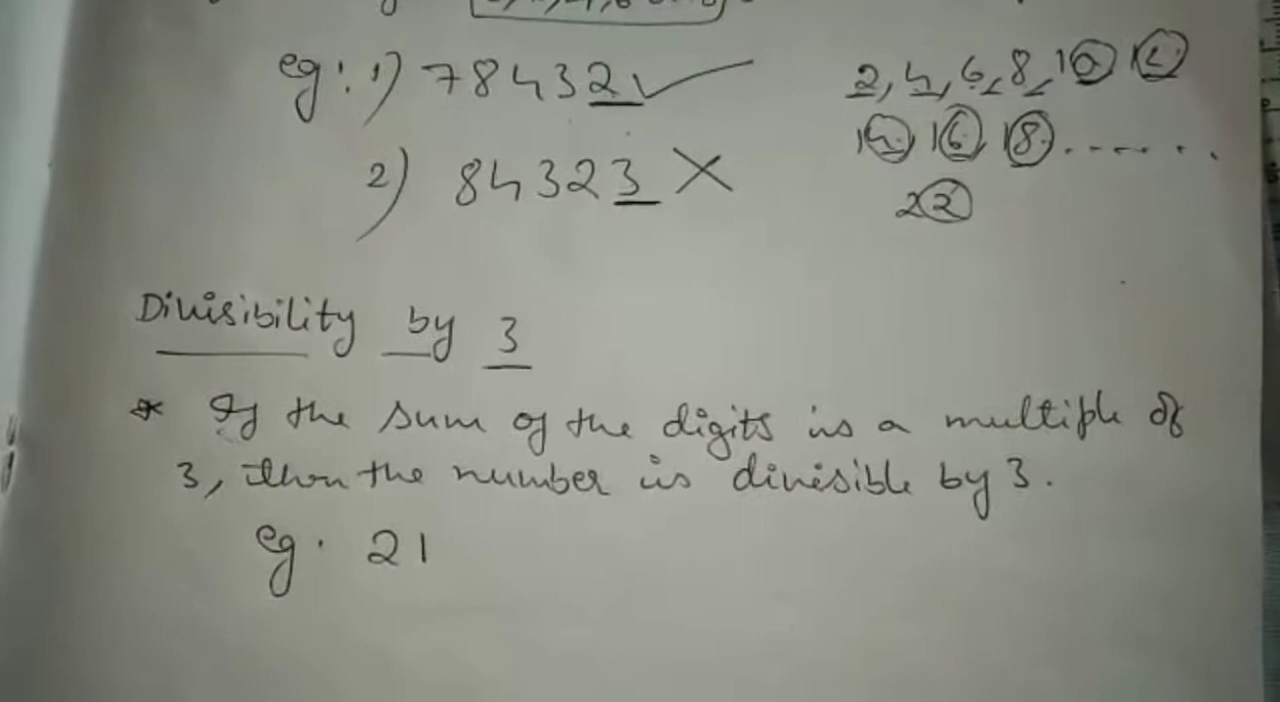 eg: 1) 78432 ✓
2, 4, 6, 8, 10 12
14 16 18 . . . . . .
22
2) 84323 ✗
Divisibility by 3
* If the sum of the digits is a multiple of
3, then the number is divisible by 3.
eg. 21